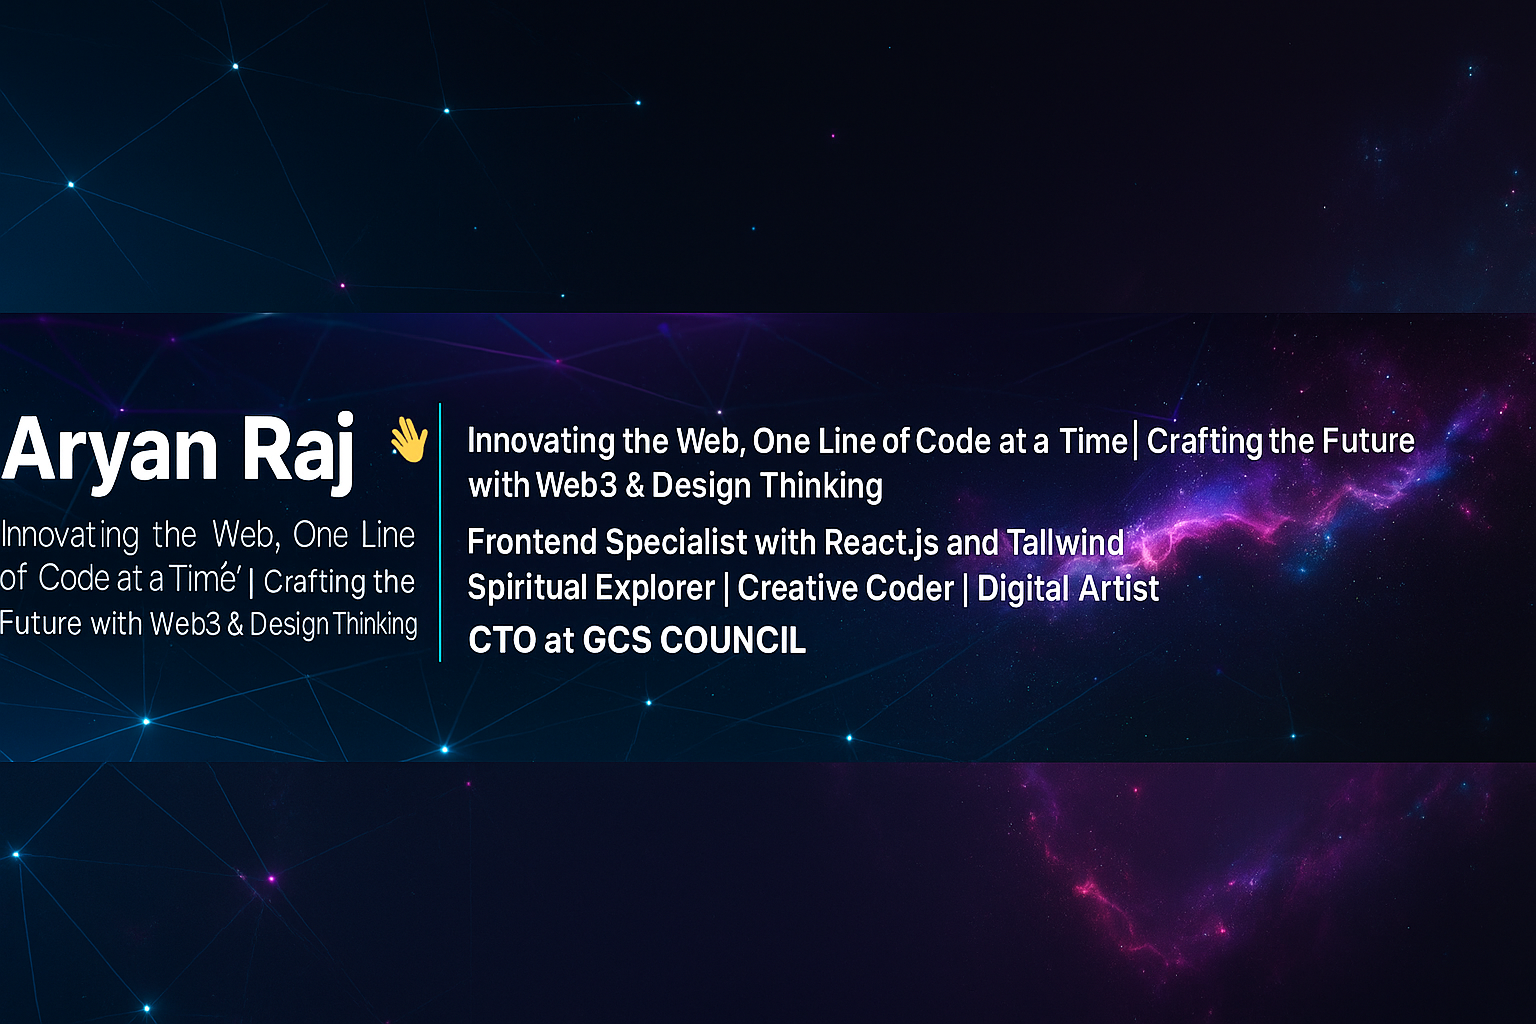 Aryan Raj 👋
Innovating the Web, One Line
of Code at a Timé′ | Crafting the
Future with Web3 & Design Thinking
Innovating the Web, One Line of Code at a Time | Crafting the Future
with Web3 & Design Thinking
Frontend Specialist with React.js and Tallwind
Spiritual Explorer | Creative Coder | Digital Artist
CTO at GCS COUNCIL